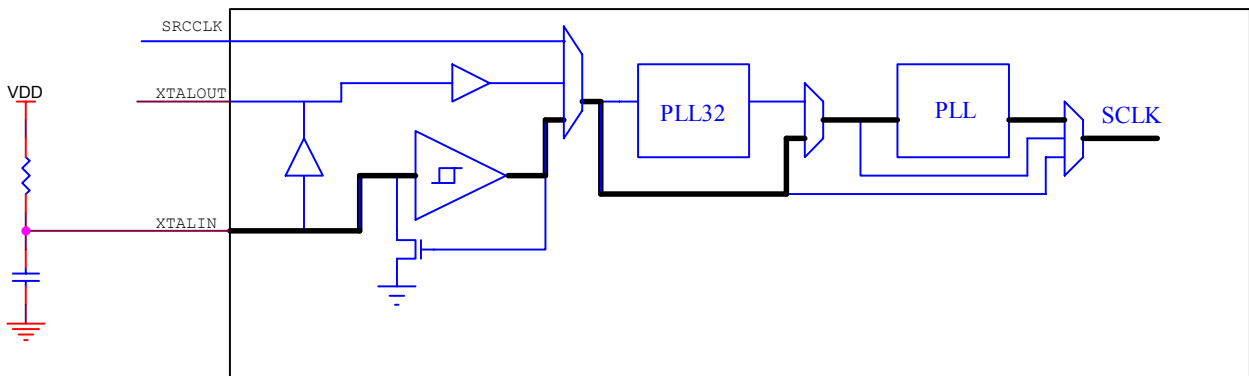 SRCCLK
VDD
XTALOUT
PLL32
PLL
SCLK
XTALIN